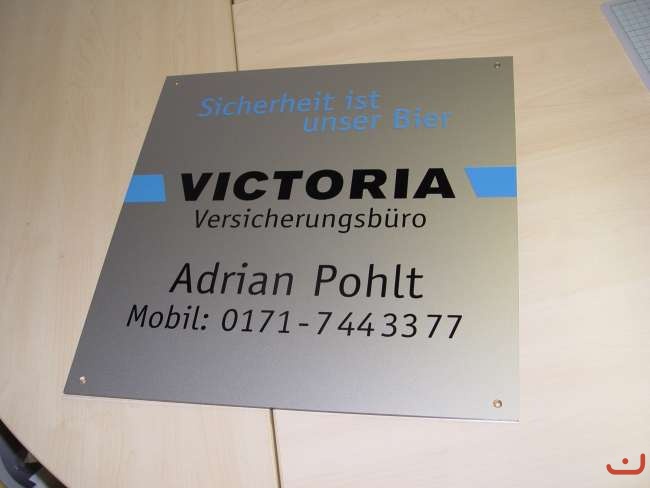 Sicherheit ist
unser Bier
VICTORIA
Versicherungsbüro
Adrian Pohlt
Mobil: 0171-7443377